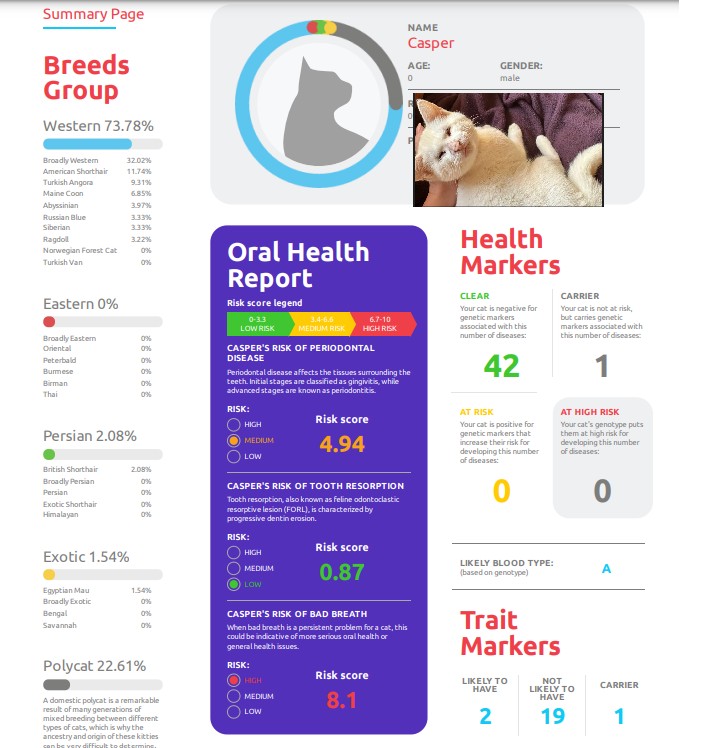 Summary Page
Breeds
Group
Western 73.78%
Broadly Western 32.02%
American Shorthair 11.74%
Turkish Angora 9.31%
Maine Coon 6.85%
Abyssinian 3.97%
Russian Blue 3.33%
Siberian 3.33%
Ragdoll 3.22%
Norwegian Forest Cat 0%
Turkish Van 0%
Eastern 0%
Broadly Eastern 0%
Oriental 0%
Peterbald 0%
Burmese 0%
Birman 0%
Thai 0%
Persian 2.08%
British Shorthair 2.08%
Broadly Persian 0%
Persian 0%
Exotic Shorthair 0%
Himalayan 0%
Exotic 1.54%
Egyptian Mau 1.54%
Broadly Exotic 0%
Bengal 0%
Savannah 0%
Polycat 22.61%
A domestic polycat is a remarkable
result of many generations of
mixed breeding between different
types of cats, which is why the
ancestry and origin of these kitties
can be very difficult to determine.
NAME
Casper
AGE: GENDER:
0 male
R
0
P
Oral Health
Report
Risk score legend
0-3.3 3.4-6.6 6.7-10
LOW RISK MEDIUM RISK HIGH RISK
CASPER'S RISK OF PERIODONTAL
DISEASE
Periodontal disease affects the tissues surrounding the
teeth. Initial stages are classified as gingivitis, while
advanced stages are known as periodontitis.
RISK:
HIGH
MEDIUM
LOW
Risk score
4.94
CASPER'S RISK OF TOOTH RESORPTION
Tooth resorption, also known as feline odontoclastic
resorptive lesion (FORL), is characterized by
progressive dentin erosion.
RISK:
HIGH
MEDIUM
LOW
Risk score
0.87
CASPER'S RISK OF BAD BREATH
When bad breath is a persistent problem for a cat, this
could be indicative of more serious oral health or
general health issues.
RISK:
HIGH
MEDIUM
LOW
Risk score
8.1
Health
Markers
CLEAR
Your cat is negative for
genetic markers
associated with this
number of diseases:
42
CARRIER
Your cat is not at risk,
but carries genetic
markers associated with
this number of diseases:
1
AT RISK
Your cat is positive for
genetic markers that
increase their risk for
developing this number
of diseases:
0
AT HIGH RISK
Your cat's genotype puts
them at high risk for
developing this number
of diseases:
0
LIKELY BLOOD TYPE:
(based on genotype)
A
Trait
Markers
LIKELY TO
HAVE
2
NOT
LIKELY TO
HAVE
19
CARRIER
1